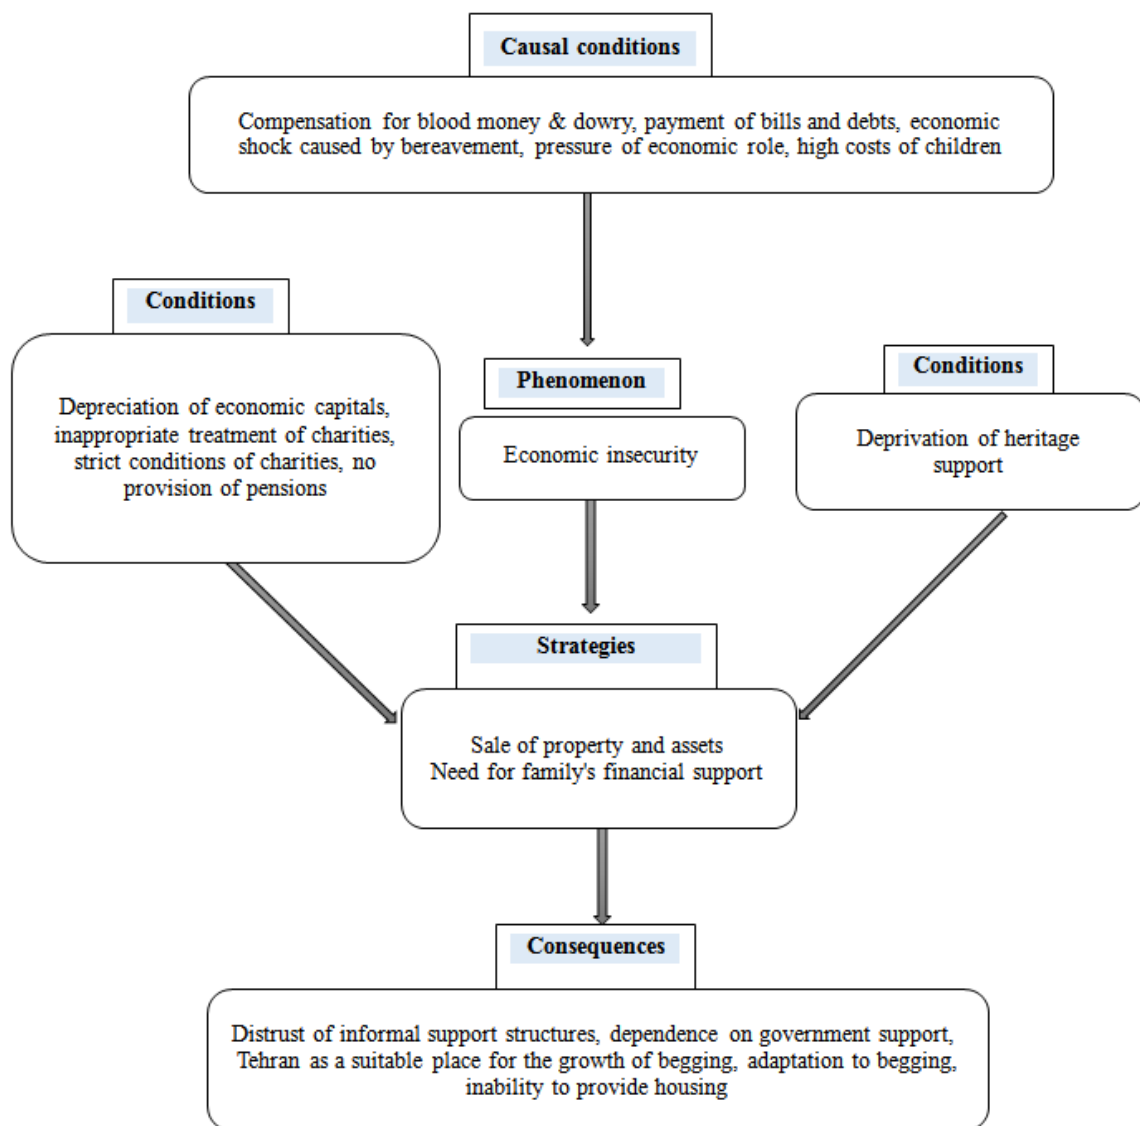 Causal conditions
Compensation for blood money & dowry, payment of bills and debts, economic
shock caused by bereavement, pressure of economic role, high costs of children
Conditions
Depreciation of economic capitals,
inappropriate treatment of charities,
strict conditions of charities, no
provision of pensions
Phenomenon
Economic insecurity
Conditions
Deprivation of heritage
support
Strategies
Sale of property and assets
Need for family's financial support
Consequences
Distrust of informal support structures, dependence on government support,
Tehran as a suitable place for the growth of begging, adaptation to begging,
inability to provide housing